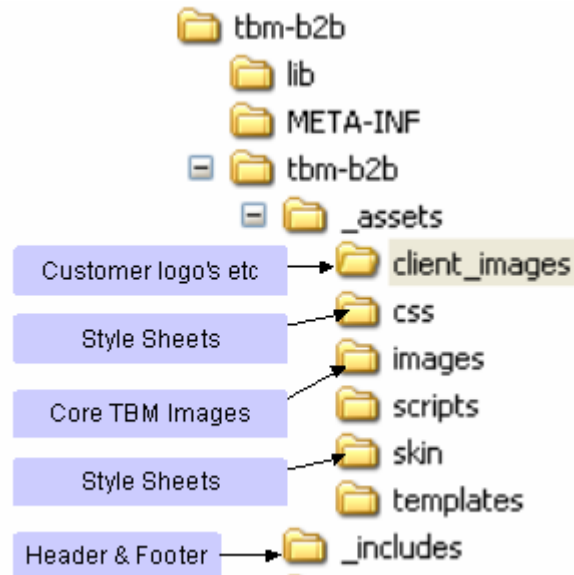 tbm-b2b
lib
META-INF
tbm-b2b
_assets
Customer logo's etc client_images
css
Style Sheets
images
Core TBM Images scripts
skin
Style Sheets
templates
Header & Footer _includes